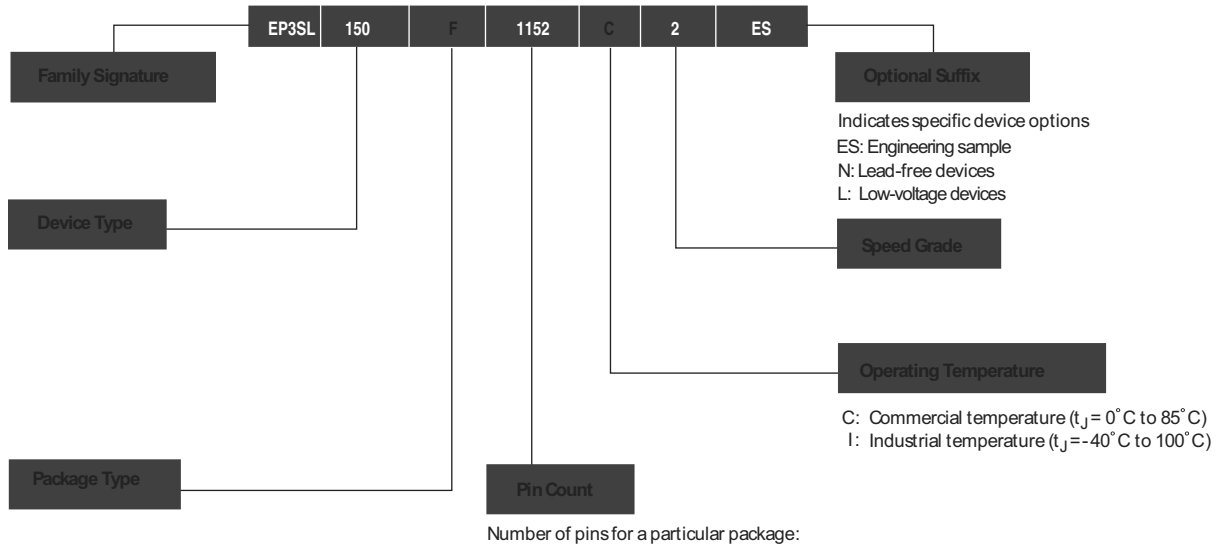 EP3SL 150 F 1152 C 2 ES
Family Signature
Optional Suffix
Indicates specific device options
ES: Engineering sample
N: Lead-free devices
L: Low-voltage devices
Device Type
Speed Grade
Operating Temperature
C: Commercial temperature (tJ = 0°C to 85°C)
I: Industrial temperature (tJ = -40°C to 100°C)
Package Type
Pin Count
Number of pins for a particular package: